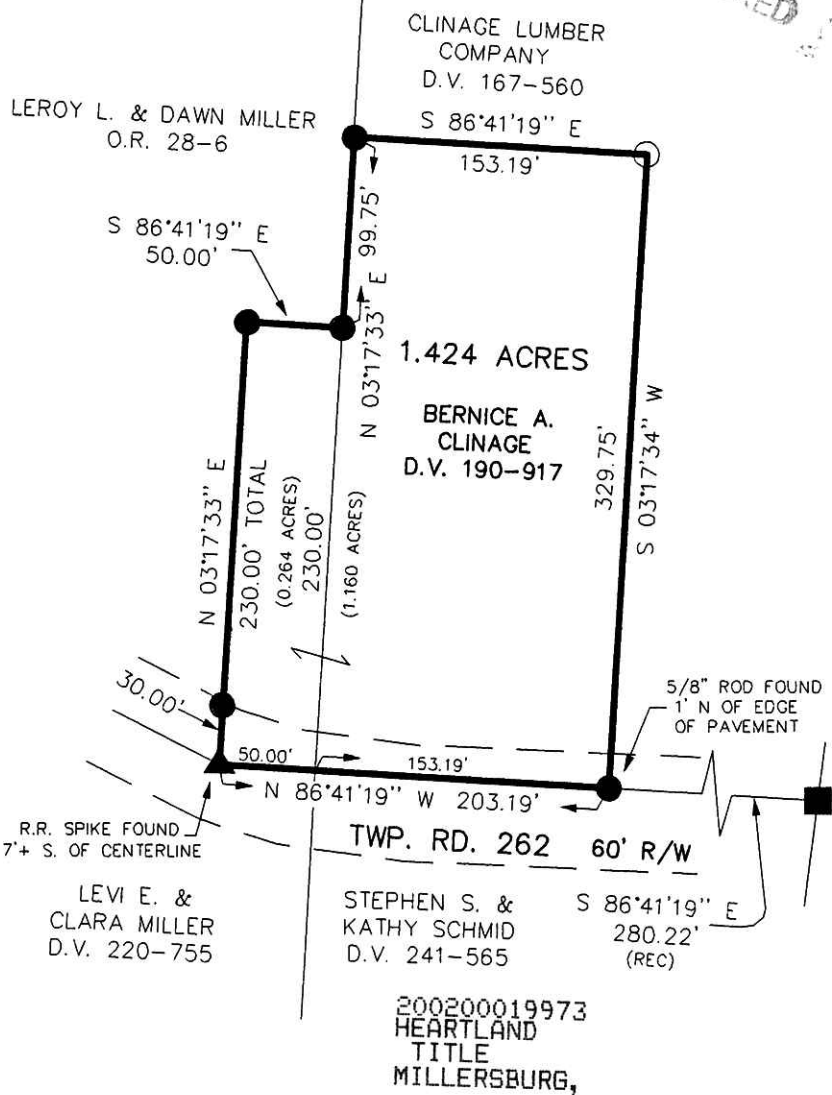 CLINAGE LUMBER
COMPANY
D.V. 167-560
LEROY L. & DAWN MILLER
O.R. 28-6
S 86°41'19" E
153.19'
S 86°41'19" E
50.00'
N 03°17'33" E 99.75'
1.424 ACRES
BERNICE A.
CLINAGE
D.V. 190-917
329.75'
S 03°17'34" W
N 03°17'33" E
230.00' TOTAL
(0.264 ACRES)
230.00'
(1.160 ACRES)
30.00'
5/8" ROD FOUND
1' N OF EDGE
OF PAVEMENT
50.00'
153.19'
N 86°41'19" W 203.19'
R.R. SPIKE FOUND
7'+ S. OF CENTERLINE
TWP. RD. 262 60' R/W
LEVI E. &
CLARA MILLER
D.V. 220-755
STEPHEN S. &
KATHY SCHMID
D.V. 241-565
S 86°41'19" E
280.22'
(REC)
200200019973
HEARTLAND
TITLE
MILLERSBURG,